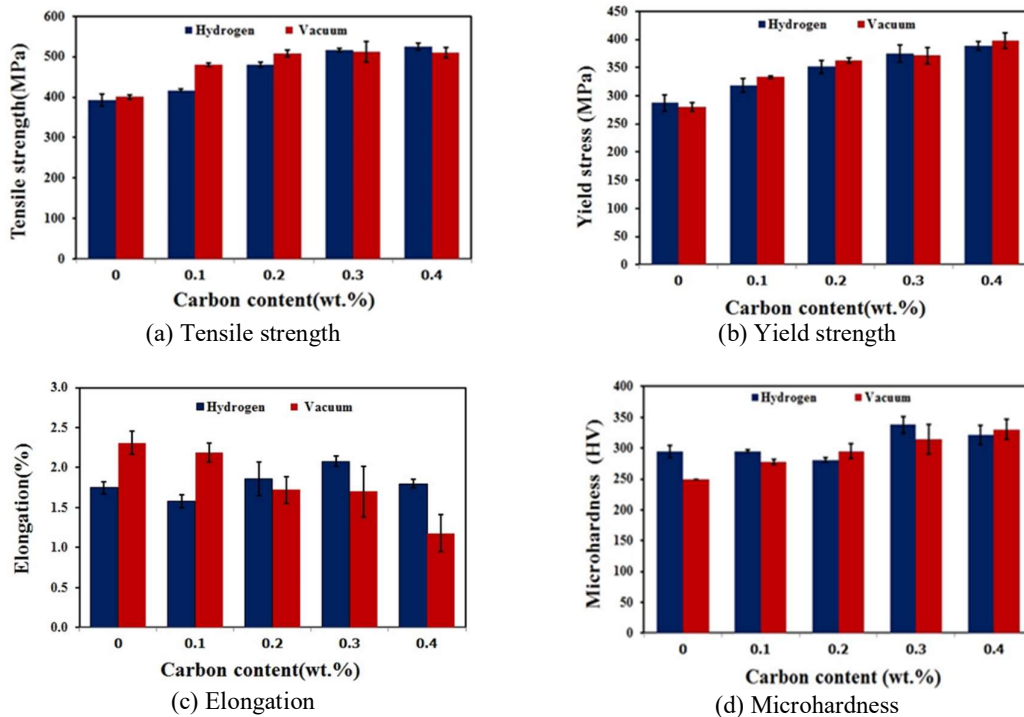 Hydrogen Vacuum
Tensile strength(MPa)
600
500
400
300
200
100
0
0 0.1 0.2 0.3 0.4
Carbon content(wt.%)
(a) Tensile strength
Hydrogen Vacuum
Yield stress (MPa)
450
400
350
300
250
200
150
100
50
0
0 0.1 0.2 0.3 0.4
Carbon content(wt.%)
(b) Yield strength
Hydrogen Vacuum
Elongation(%)
3.0
2.5
2.0
1.5
1.0
0.5
0.0
0 0.1 0.2 0.3 0.4
Carbon content(wt.%)
(c) Elongation
Hydrogen Vacuum
Microhardness (HV)
400
350
300
250
200
150
100
50
0
0 0.1 0.2 0.3 0.4
Carbon content (wt.%)
(d) Microhardness